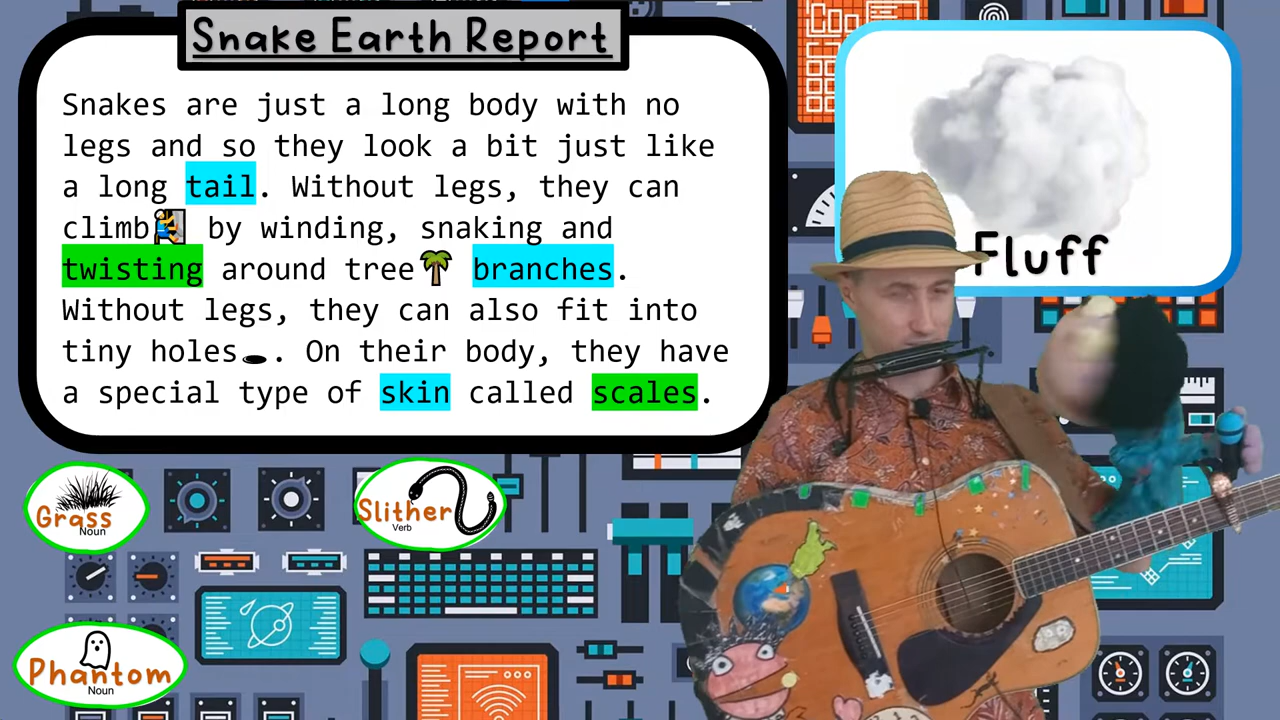 Snake Earth Report
Snakes are just a long body with no
legs and so they look a bit just like
a long tail. Without legs, they can
climb by winding, snaking and
twisting around tree branches.
Without legs, they can also fit into
tiny holes. On their body, they have
a special type of skin called scales.
Fluff
Grass
Noun
Slither
Verb
Phantom
Noun